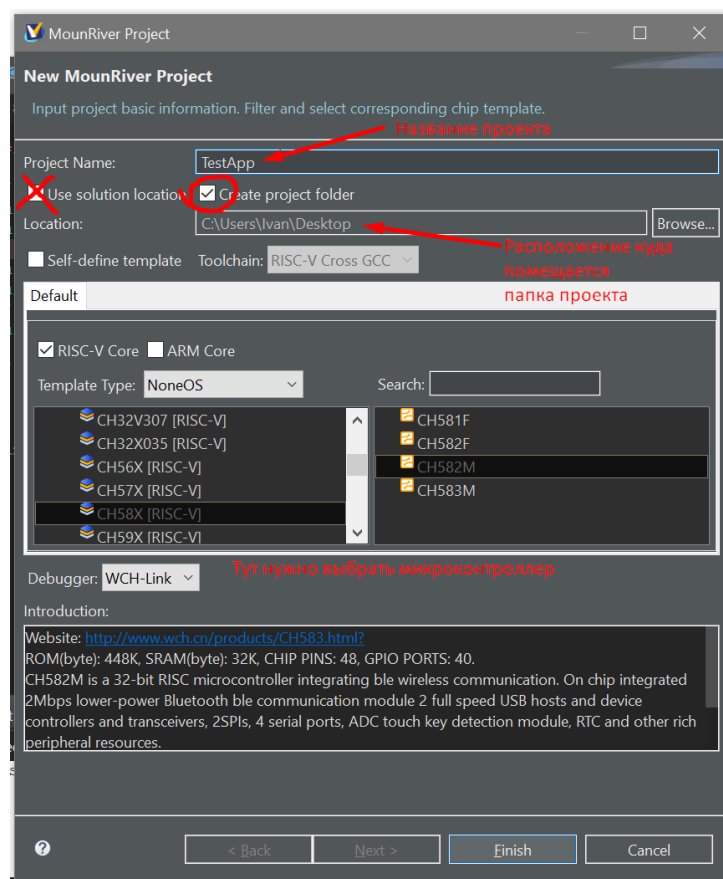 MounRiver Project
New MounRiver Project
Input project basic information. Filter and select corresponding chip template.
Название проекта
Project Name: TestApp
Use solution location Create project folder
Location: C:\Users\Ivan\Desktop Browse...
Расположение куда
помещается
папка проекта
Self-define template Toolchain: RISC-V Cross GCC
Default
RISC-V Core ARM Core
Template Type: NoneOS Search:
CH32V307 [RISC-V] CH581F
CH32X035 [RISC-V] CH582F
CH56X [RISC-V] CH582M
CH57X [RISC-V] CH583M
CH58X [RISC-V]
CH59X [RISC-V]
Тут нужно выбрать микроконтроллер
Debugger: WCH-Link
Introduction:
Website: http://www.wch.cn/products/CH583.html?
ROM(byte): 448K, SRAM(byte): 32K, CHIP PINS: 48, GPIO PORTS: 40.
CH582M is a 32-bit RISC microcontroller integrating ble wireless communication. On chip integrated
2Mbps lower-power Bluetooth ble communication module 2 full speed USB hosts and device
controllers and transceivers, 2SPIs, 4 serial ports, ADC touch key detection module, RTC and other rich
peripheral resources.
? < Back Next > Finish Cancel